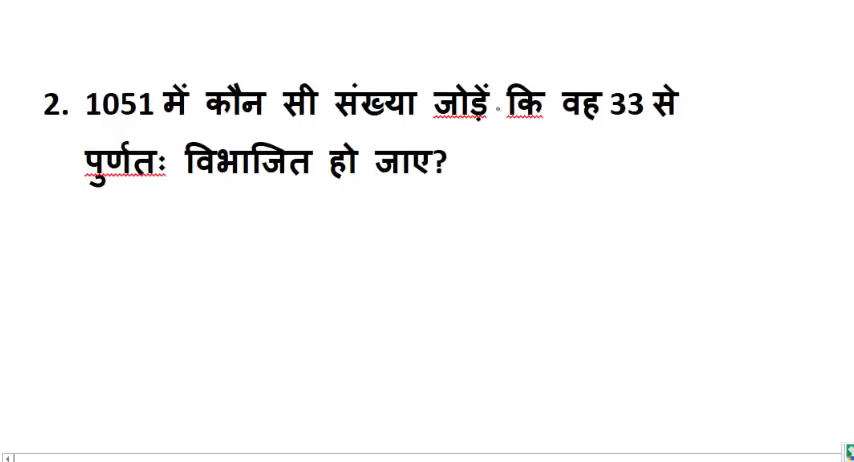 2. 1051 में कौन सी संख्या जोड़ें कि वह 33 से
पुर्णतः विभाजित हो जाए?